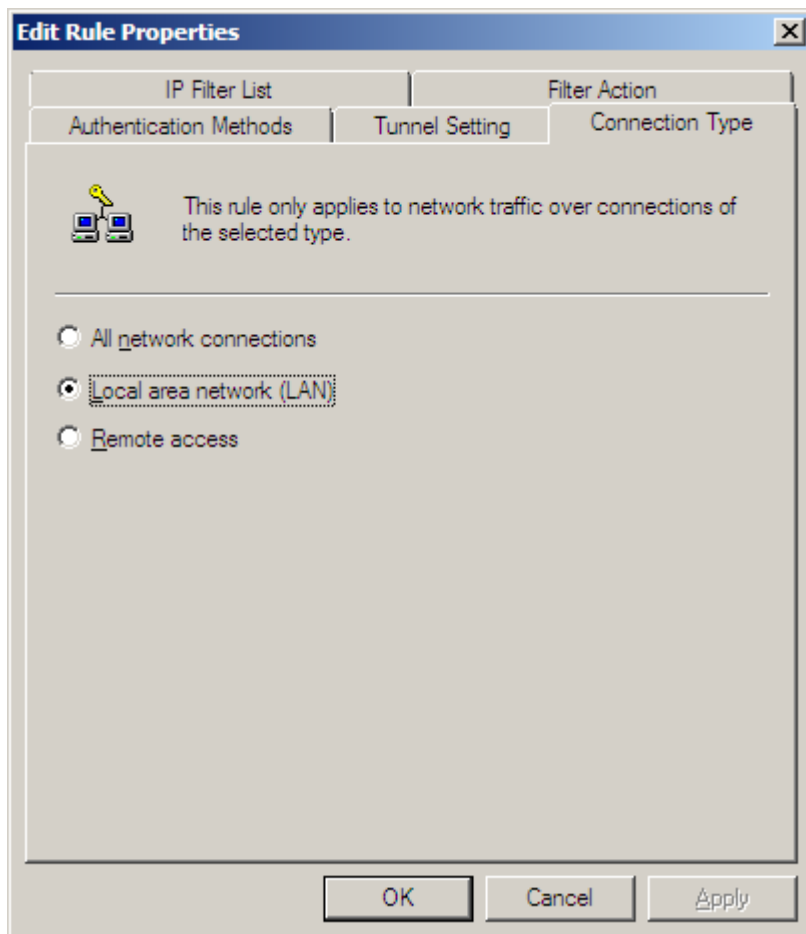 Edit Rule Properties
IP Filter List
Filter Action
Authentication Methods
Tunnel Setting
Connection Type
This rule only applies to network traffic over connections of
the selected type.
All network connections
Local area network (LAN)
Remote access
OK
Cancel
Apply